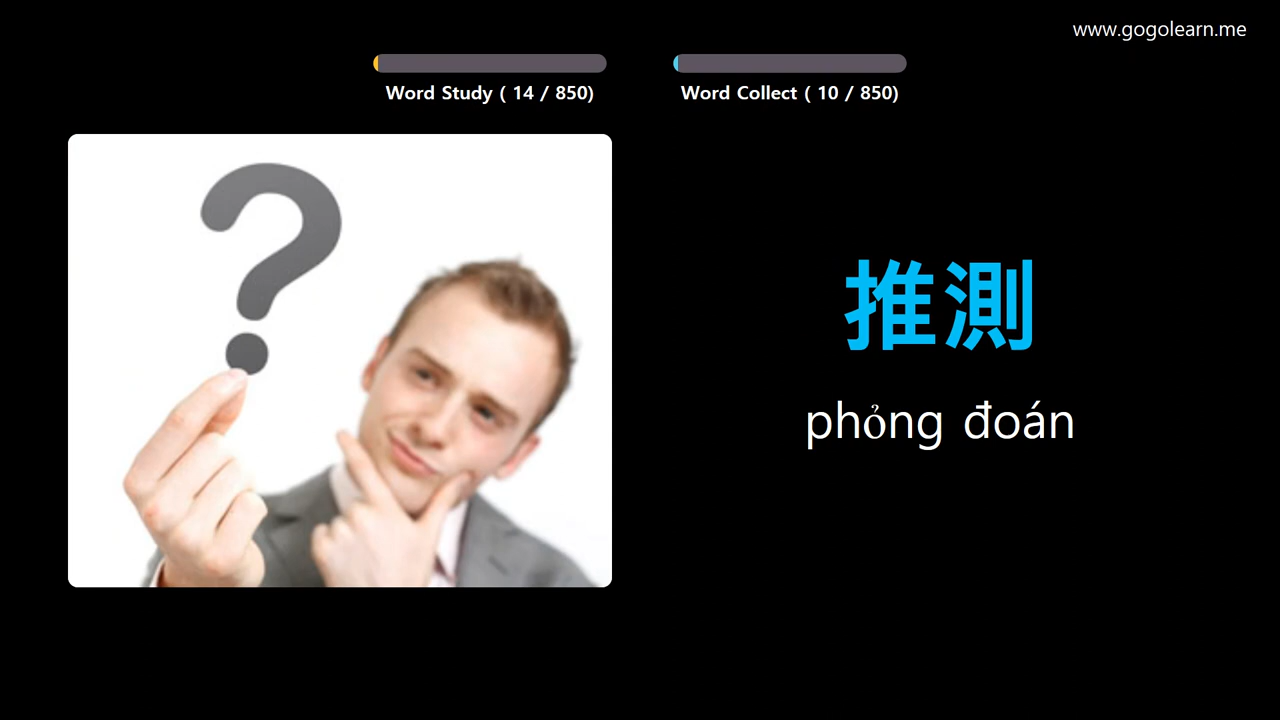 www.gogolearn.me
Word Study ( 14 / 850)
Word Collect ( 10 / 850)
?
推測
phỏng đoán